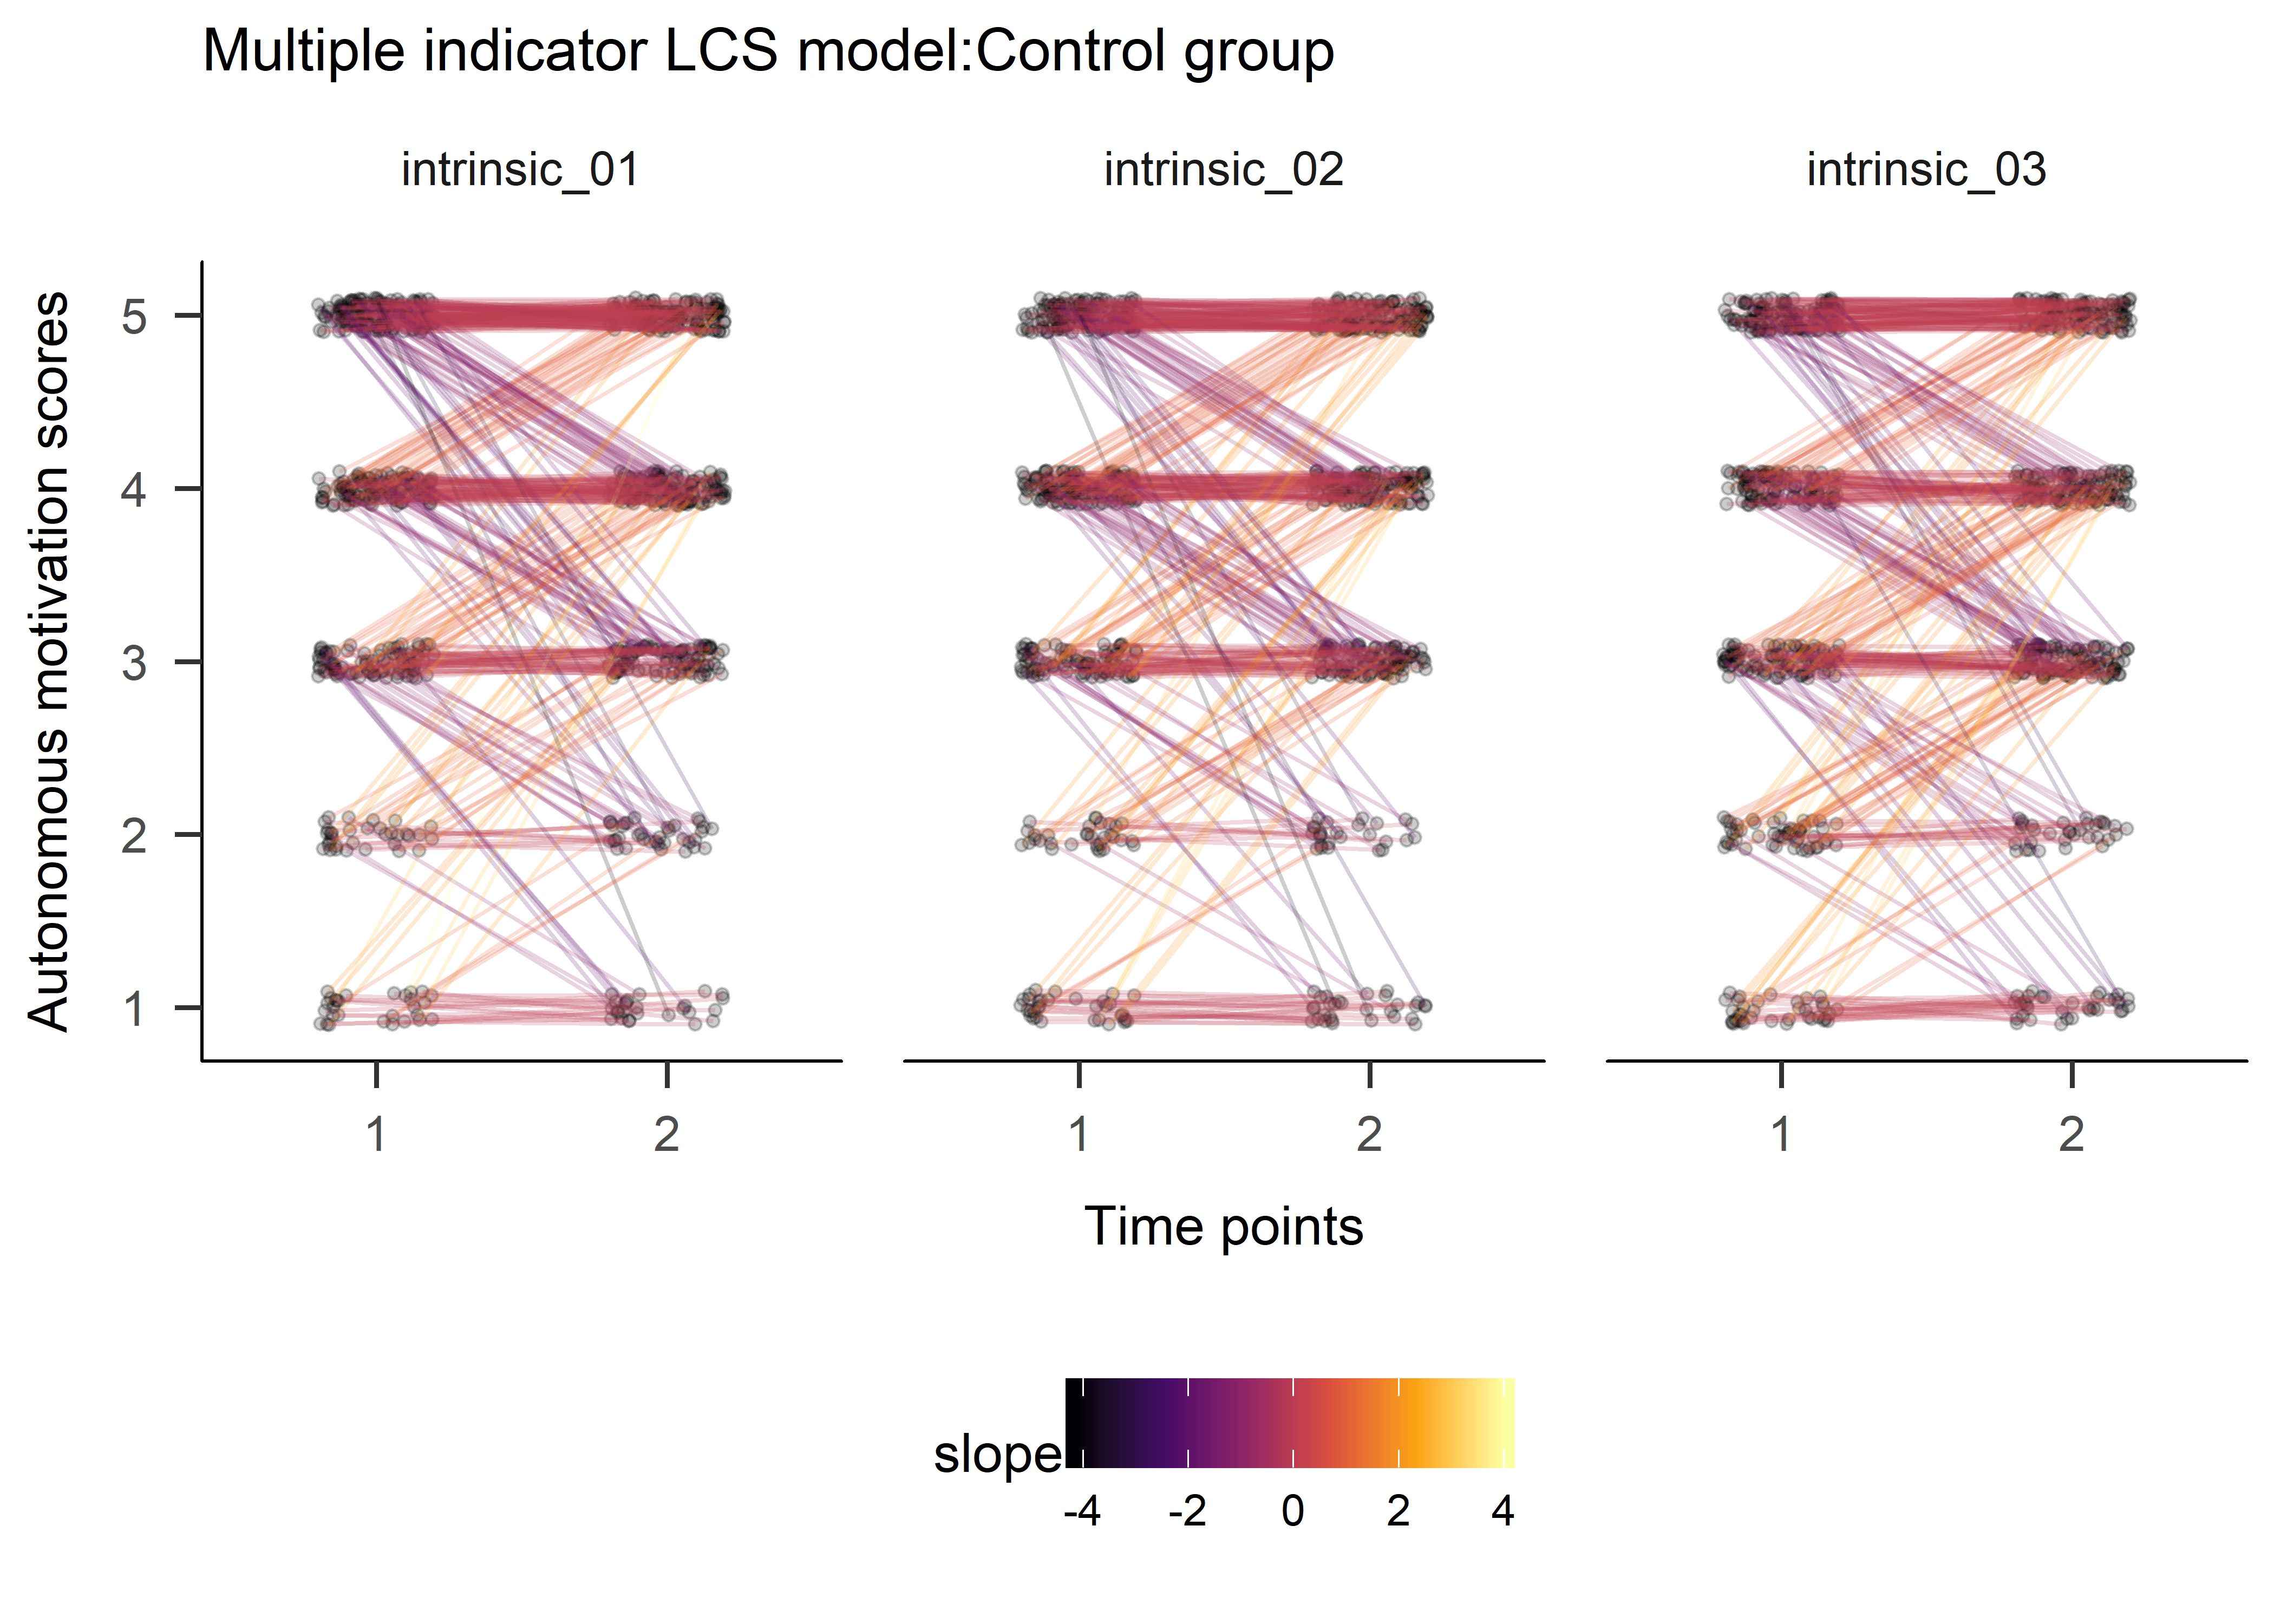 Multiple indicator LCS model:Control group
intrinsic_01
intrinsic_02
intrinsic_03
Autonomous motivation scores
5
4
3
2
1
1
2
1
2
1
2
Time points
slope
-4
-2
0
2
4